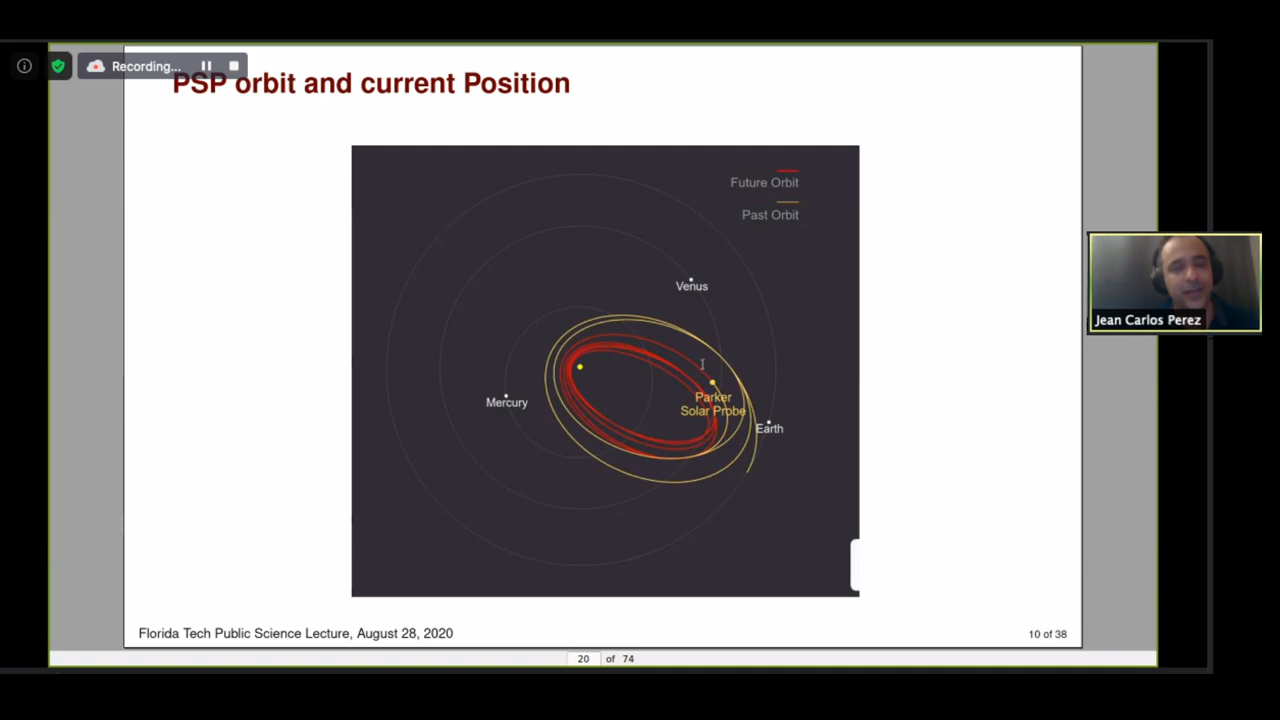 Recording...
PSP orbit and current Position
Future Orbit
Past Orbit
Venus
Mercury
Parker
Solar Probe
Earth
Jean Carlos Perez
Florida Tech Public Science Lecture, August 28, 2020
10 of 38
20 of 74